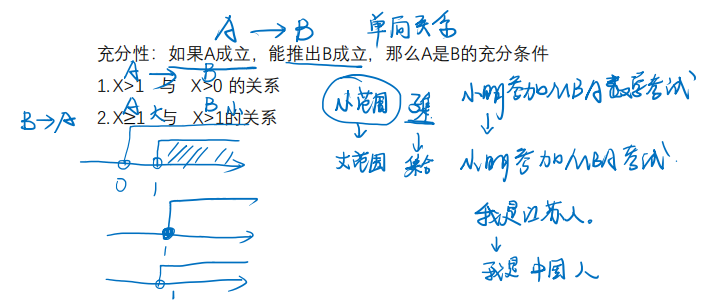 A → B 单向关系
充分性：如果A成立，能推出B成立，那么A是B的充分条件
A → B
1.X>1 与 X>0 的关系
A 大 B 小
B→A
2.X≥1 与 X>1的关系
小范围 子集 小明参加MBA数学考试
↓ ↓ ↓
大范围 集合 小明参加MBA考试.
0 1
我是江苏人。
↓
我是中国人
1
1